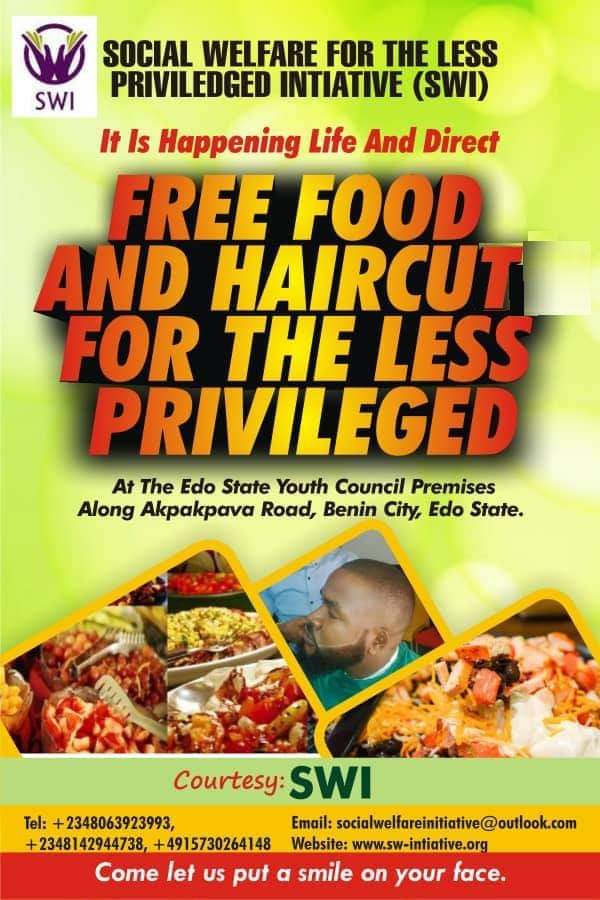 SWI
SOCIAL WELFARE FOR THE LESS
PRIVILEDGED INTIATIVE (SWI)
It Is Happening Life And Direct
FREE FOOD
AND HAIRCUT
FOR THE LESS
PRIVILEGED
At The Edo State Youth Council Premises
Along Akpakpava Road, Benin City, Edo State.
Courtesy: SWI
Tel: +2348063923993,
+2348142944738, +4915730264148
Email: socialwelfareinitiative@outlook.com
Website: www.sw-intiative.org
Come let us put a smile on your face.